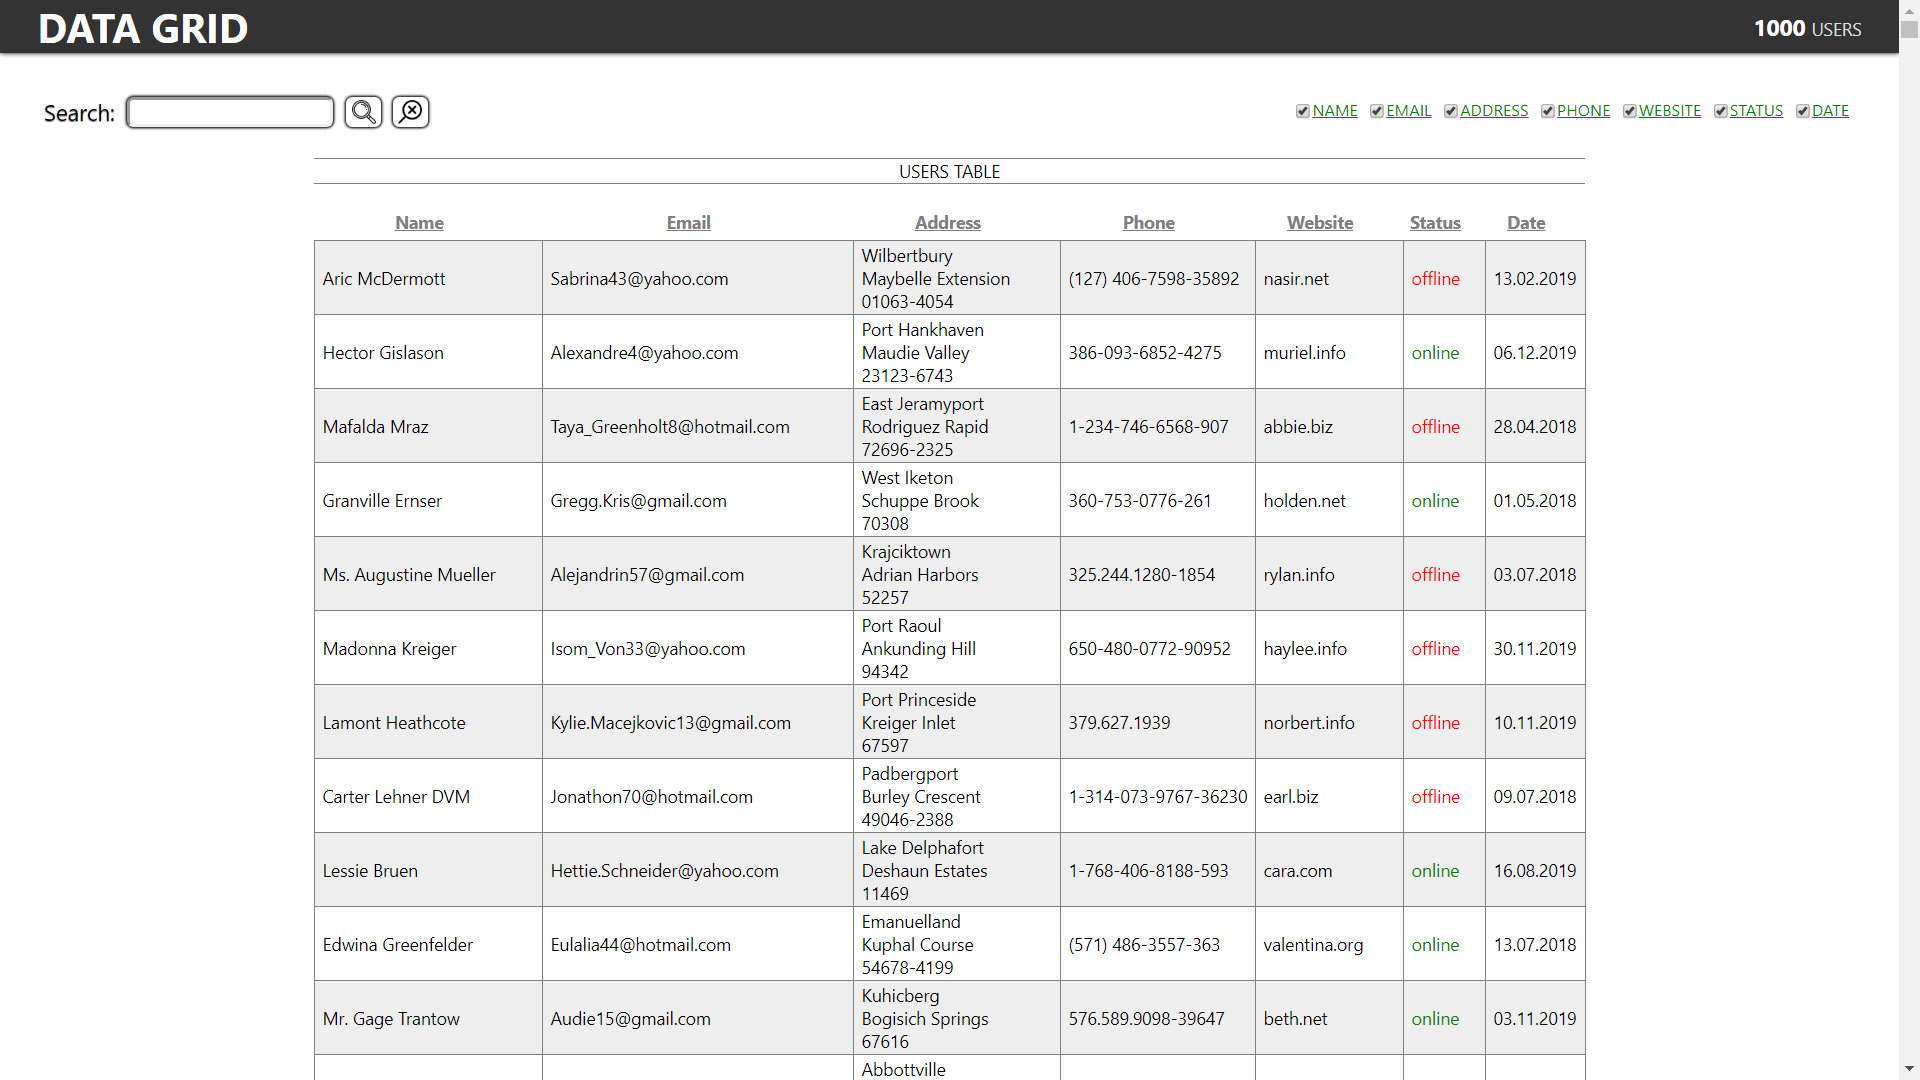 DATA GRID
1000 USERS
Search:
NAME EMAIL ADDRESS PHONE WEBSITE STATUS DATE
USERS TABLE
Name Email Address Phone Website Status Date
Wilbertbury
Aric McDermott Sabrina43@yahoo.com Maybelle Extension (127) 406-7598-35892 nasir.net offline 13.02.2019
01063-4054
Port Hankhaven
Hector Gislason Alexandre4@yahoo.com Maudie Valley 386-093-6852-4275 muriel.info online 06.12.2019
23123-6743
East Jeramyport
Mafalda Mraz Taya_Greenholt8@hotmail.com Rodriguez Rapid 1-234-746-6568-907 abbie.biz offline 28.04.2018
72696-2325
West Iketon
Granville Ernser Gregg.Kris@gmail.com Schuppe Brook 360-753-0776-261 holden.net online 01.05.2018
70308
Krajciktown
Ms. Augustine Mueller Alejandrin57@gmail.com Adrian Harbors 325.244.1280-1854 rylan.info offline 03.07.2018
52257
Port Raoul
Madonna Kreiger Isom_Von33@yahoo.com Ankunding Hill 650-480-0772-90952 haylee.info offline 30.11.2019
94342
Port Princeside
Lamont Heathcote Kylie.Macejkovic13@gmail.com Kreiger Inlet 379.627.1939 norbert.info offline 10.11.2019
67597
Padbergport
Carter Lehner DVM Jonathon70@hotmail.com Burley Crescent 1-314-073-9767-36230 earl.biz offline 09.07.2018
49046-2388
Lake Delphafort
Lessie Bruen Hettie.Schneider@yahoo.com Deshaun Estates 1-768-406-8188-593 cara.com online 16.08.2019
11469
Emanuelland
Edwina Greenfelder Eulalia44@hotmail.com Kuphal Course (571) 486-3557-363 valentina.org online 13.07.2018
54678-4199
Kuhicberg
Mr. Gage Trantow Audie15@gmail.com Bogisich Springs 576.589.9098-39647 beth.net online 03.11.2019
67616
Abbottville